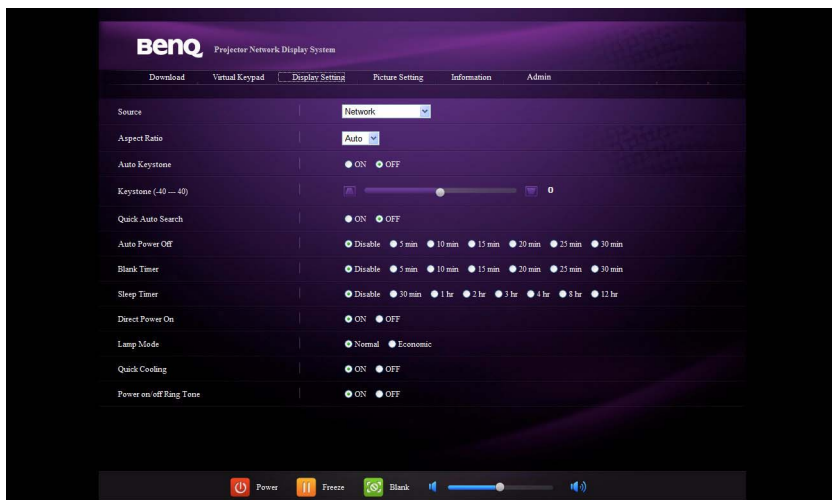 BenQ Projector Network Display System
Download Virtual Keypad Display Setting Picture Setting Information Admin
Source Network
Aspect Ratio Auto
Auto Keystone ON OFF
Keystone (-40 --- 40) 0
Quick Auto Search ON OFF
Auto Power Off Disable 5 min 10 min 15 min 20 min 25 min 30 min
Blank Timer Disable 5 min 10 min 15 min 20 min 25 min 30 min
Sleep Timer Disable 30 min 1 hr 2 hr 3 hr 4 hr 8 hr 12 hr
Direct Power On ON OFF
Lamp Mode Normal Economic
Quick Cooling ON OFF
Power on/off Ring Tone ON OFF
Power Freeze Blank